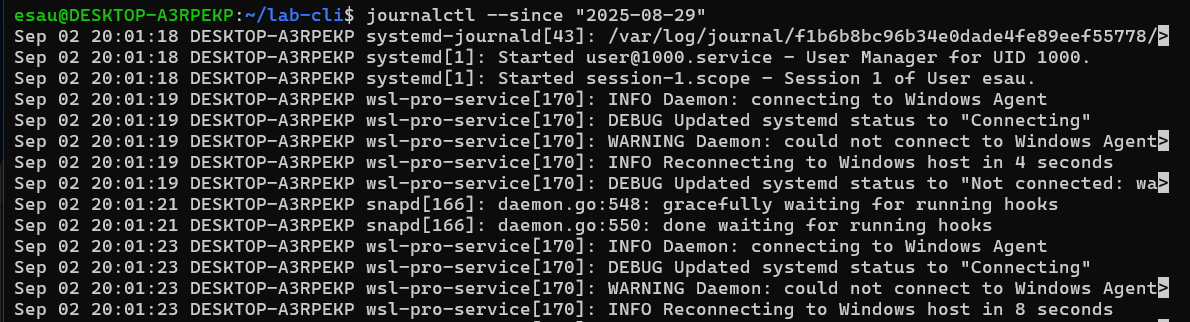 esau@DESKTOP-A3RPEKP:~/lab-cli$ journalctl --since "2025-08-29"
Sep 02 20:01:18 DESKTOP-A3RPEKP systemd-journald[43]: /var/log/journal/f1b6b8bc96b34e0dade4fe89eef55778/>
Sep 02 20:01:18 DESKTOP-A3RPEKP systemd[1]: Started user@1000.service - User Manager for UID 1000.
Sep 02 20:01:18 DESKTOP-A3RPEKP systemd[1]: Started session-1.scope - Session 1 of User esau.
Sep 02 20:01:19 DESKTOP-A3RPEKP wsl-pro-service[170]: INFO Daemon: connecting to Windows Agent
Sep 02 20:01:19 DESKTOP-A3RPEKP wsl-pro-service[170]: DEBUG Updated systemd status to "Connecting"
Sep 02 20:01:19 DESKTOP-A3RPEKP wsl-pro-service[170]: WARNING Daemon: could not connect to Windows Agent>
Sep 02 20:01:19 DESKTOP-A3RPEKP wsl-pro-service[170]: INFO Reconnecting to Windows host in 4 seconds
Sep 02 20:01:19 DESKTOP-A3RPEKP wsl-pro-service[170]: DEBUG Updated systemd status to "Not connected: wa>
Sep 02 20:01:21 DESKTOP-A3RPEKP snapd[166]: daemon.go:548: gracefully waiting for running hooks
Sep 02 20:01:21 DESKTOP-A3RPEKP snapd[166]: daemon.go:550: done waiting for running hooks
Sep 02 20:01:23 DESKTOP-A3RPEKP wsl-pro-service[170]: INFO Daemon: connecting to Windows Agent
Sep 02 20:01:23 DESKTOP-A3RPEKP wsl-pro-service[170]: DEBUG Updated systemd status to "Connecting"
Sep 02 20:01:23 DESKTOP-A3RPEKP wsl-pro-service[170]: WARNING Daemon: could not connect to Windows Agent>
Sep 02 20:01:23 DESKTOP-A3RPEKP wsl-pro-service[170]: INFO Reconnecting to Windows host in 8 seconds